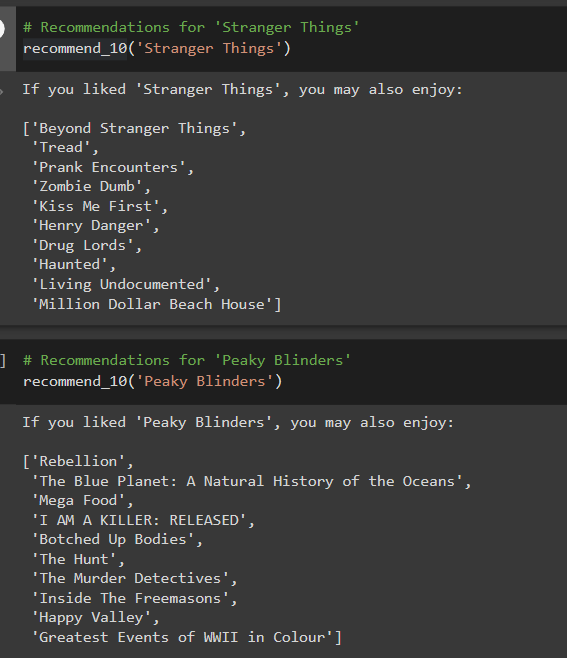 # Recommendations for 'Stranger Things'
recommend_10('Stranger Things')
If you liked 'Stranger Things', you may also enjoy:
['Beyond Stranger Things',
'Tread',
'Prank Encounters',
'Zombie Dumb',
'Kiss Me First',
'Henry Danger',
'Drug Lords',
'Haunted',
'Living Undocumented',
'Million Dollar Beach House']
] # Recommendations for 'Peaky Blinders'
recommend_10('Peaky Blinders')
If you liked 'Peaky Blinders', you may also enjoy:
['Rebellion',
'The Blue Planet: A Natural History of the Oceans',
'Mega Food',
'I AM A KILLER: RELEASED',
'Botched Up Bodies',
'The Hunt',
'The Murder Detectives',
'Inside The Freemasons',
'Happy Valley',
'Greatest Events of WWII in Colour']